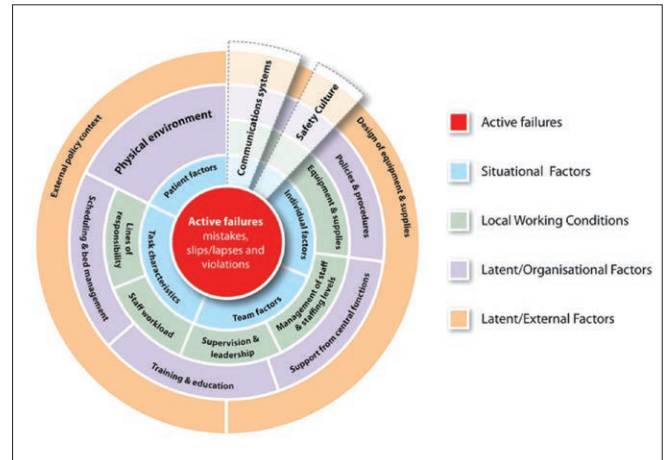 Communications systems
Safety Culture
External policy context
Design of equipment & supplies
Physical environment
Policies & procedures
Patient factors
Individual factors
Equipment & supplies
Active failures
mistakes,
slips/lapses and
violations
Scheduling & bed management
Lines of
responsibility
Task characteristics
Team factors
Management of staff
& staffing levels
Staff workload
Supervision &
leadership
Support from central functions
Training & education
Active failures
Situational Factors
Local Working Conditions
Latent/Organisational Factors
Latent/External Factors